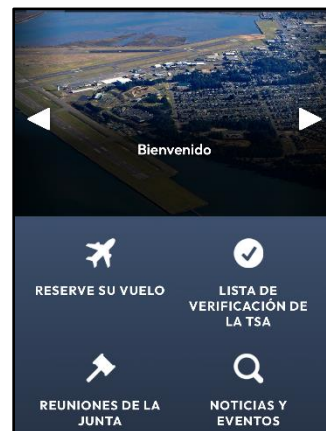 Bienvenido
RESERVE SU VUELO
LISTA DE
VERIFICACIÓN DE
LA TSA
REUNIONES DE LA
JUNTA
NOTICIAS Y
EVENTOS